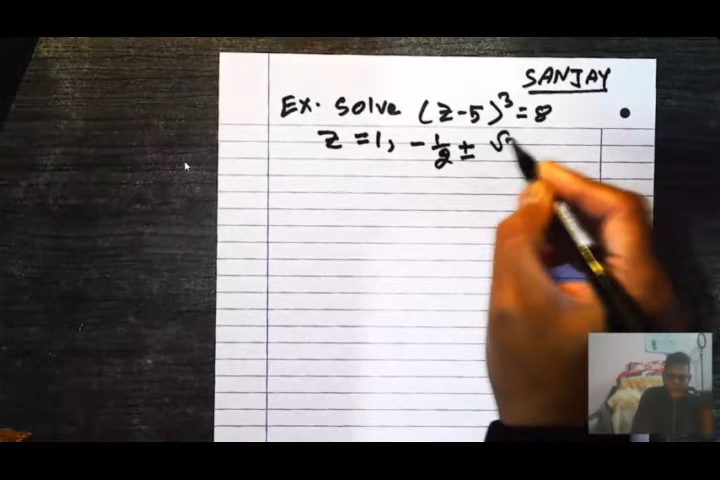 SANJAY
Ex. Solve (z-5)³=8
z =1, -1/2 ± √